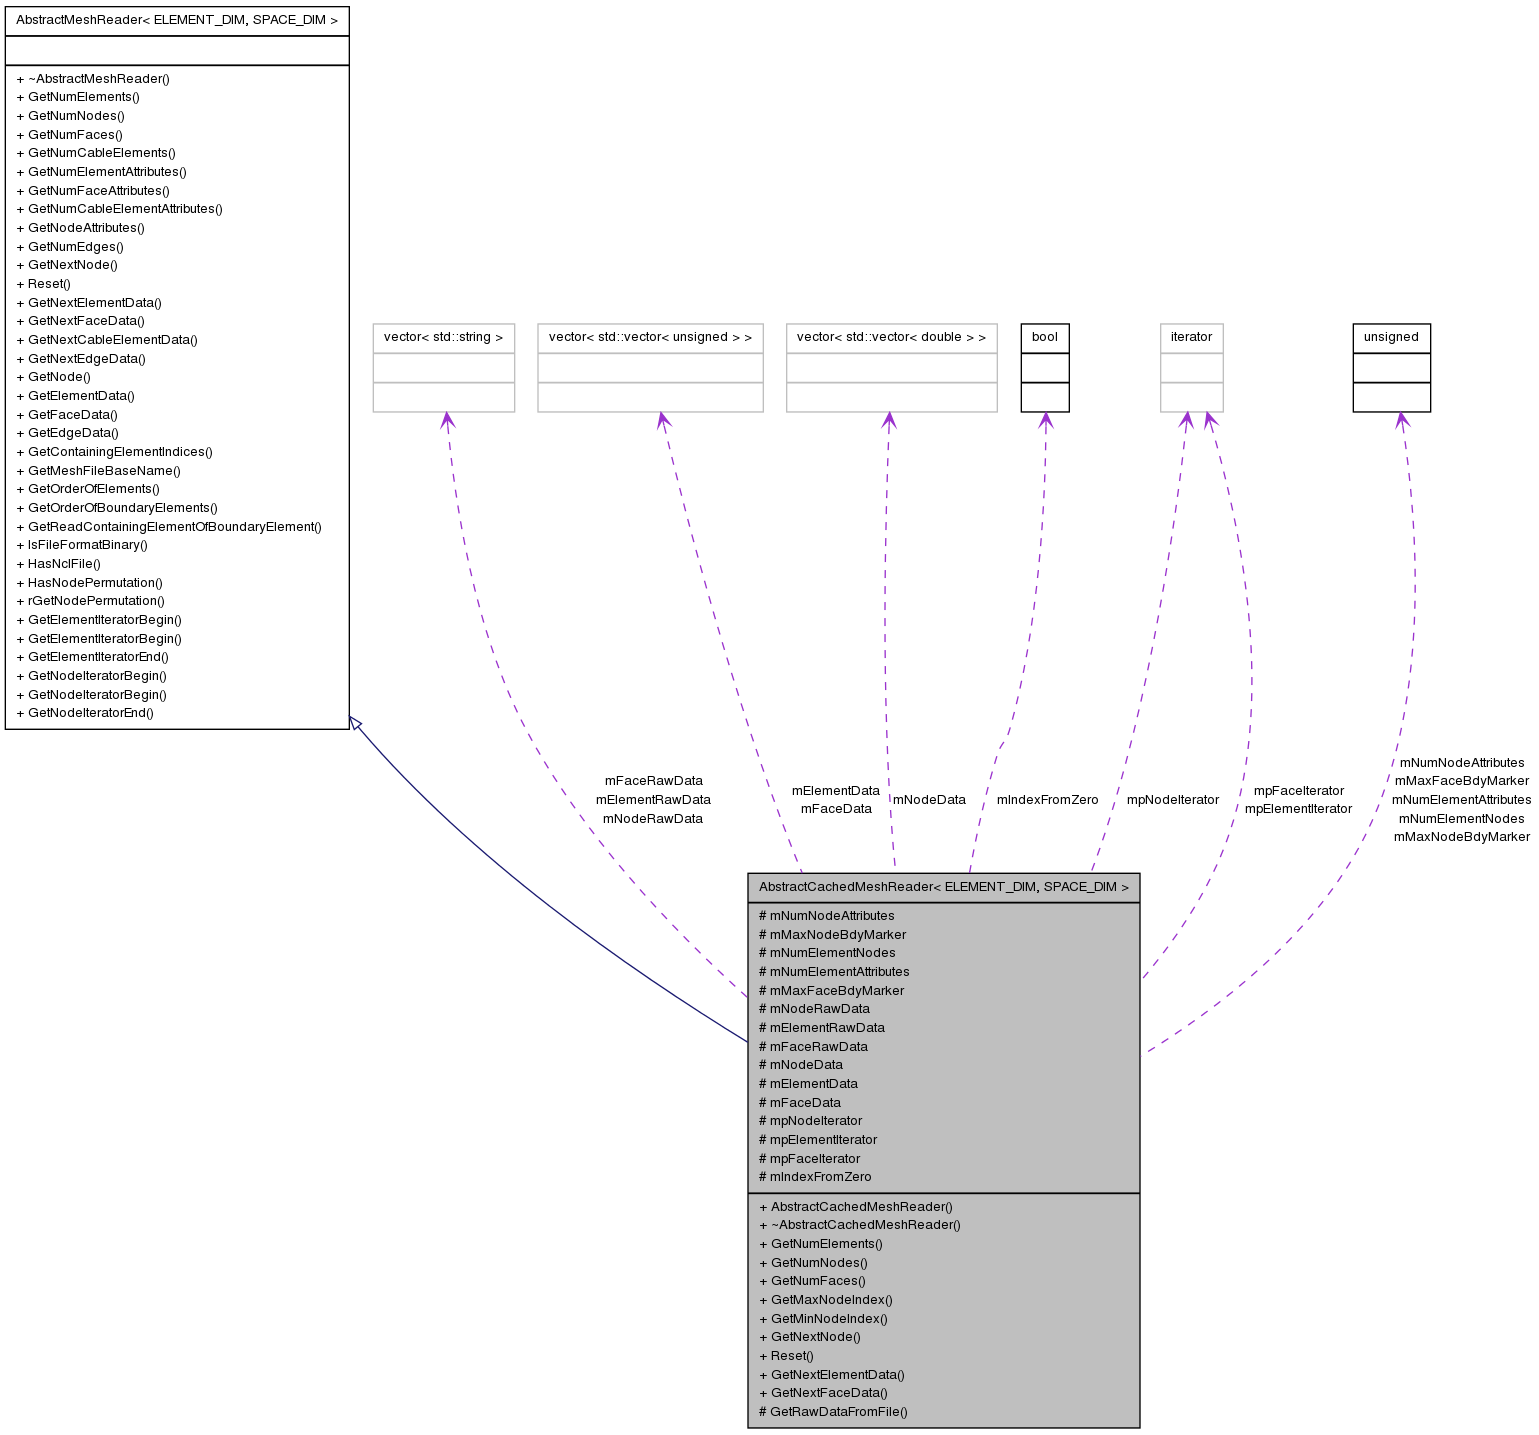 AbstractMeshReader< ELEMENT_DIM, SPACE_DIM >
+ ~AbstractMeshReader()
+ GetNumElements()
+ GetNumNodes()
+ GetNumFaces()
+ GetNumCableElements()
+ GetNumElementAttributes()
+ GetNumFaceAttributes()
+ GetNumCableElementAttributes()
+ GetNodeAttributes()
+ GetNumEdges()
+ GetNextNode()
+ Reset()
+ GetNextElementData()
+ GetNextFaceData()
+ GetNextCableElementData()
+ GetNextEdgeData()
+ GetNode()
+ GetElementData()
+ GetFaceData()
+ GetEdgeData()
+ GetContainingElementIndices()
+ GetMeshFileBaseName()
+ GetOrderOfElements()
+ GetOrderOfBoundaryElements()
+ GetReadContainingElementOfBoundaryElement()
+ IsFileFormatBinary()
+ HasNclFile()
+ HasNodePermutation()
+ rGetNodePermutation()
+ GetElementIteratorBegin()
+ GetElementIteratorBegin()
+ GetElementIteratorEnd()
+ GetNodeIteratorBegin()
+ GetNodeIteratorBegin()
+ GetNodeIteratorEnd()
vector< std::string >
vector< std::vector< unsigned > >
vector< std::vector< double > >
bool
iterator
unsigned
mFaceRawData
mElementRawData
mNodeRawData
mElementData
mFaceData
mNodeData
mIndexFromZero
mpNodeIterator
mpFaceIterator
mpElementIterator
mNumNodeAttributes
mMaxFaceBdyMarker
mNumElementAttributes
mNumElementNodes
mMaxNodeBdyMarker
AbstractCachedMeshReader< ELEMENT_DIM, SPACE_DIM >
# mNumNodeAttributes
# mMaxNodeBdyMarker
# mNumElementNodes
# mNumElementAttributes
# mMaxFaceBdyMarker
# mNodeRawData
# mElementRawData
# mFaceRawData
# mNodeData
# mElementData
# mFaceData
# mpNodeIterator
# mpElementIterator
# mpFaceIterator
# mIndexFromZero
+ AbstractCachedMeshReader()
+ ~AbstractCachedMeshReader()
+ GetNumElements()
+ GetNumNodes()
+ GetNumFaces()
+ GetMaxNodeIndex()
+ GetMinNodeIndex()
+ GetNextNode()
+ Reset()
+ GetNextElementData()
+ GetNextFaceData()
# GetRawDataFromFile()